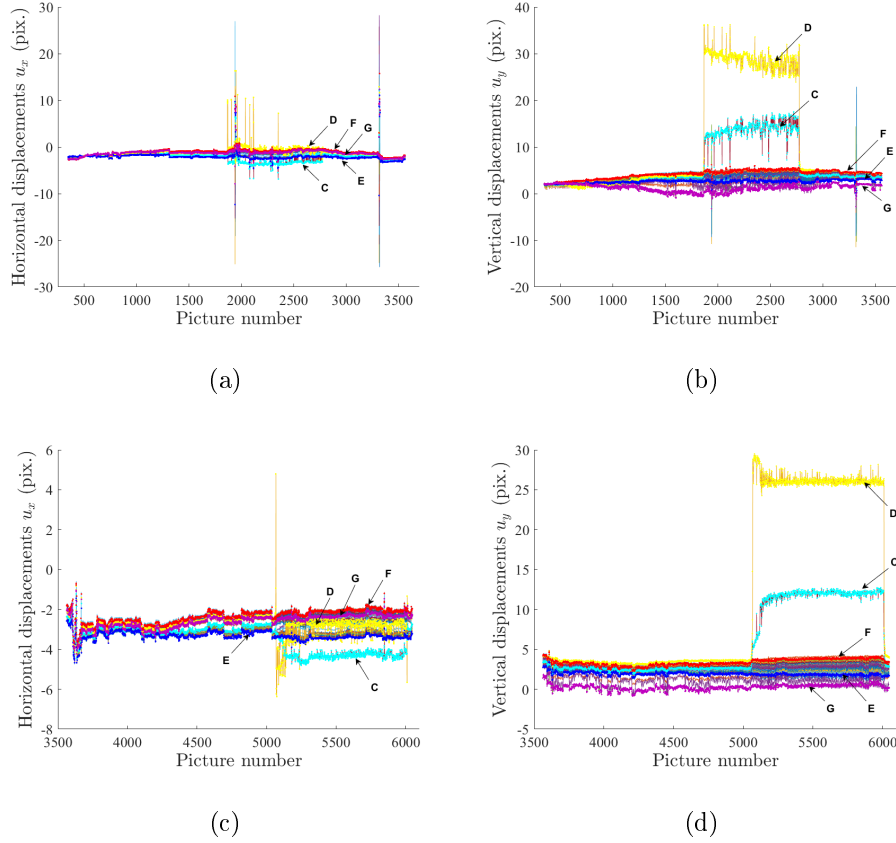 Horizontal displacements u_x (pix.)
30
20
10
0
-10
-20
-30
500
1000
1500
2000
2500
3000
3500
D
F
G
E
C
Picture number
(a)
Vertical displacements u_y (pix.)
40
30
20
10
0
-10
-20
500
1000
1500
2000
2500
3000
3500
D
C
F
E
G
Picture number
(b)
Horizontal displacements u_x (pix.)
6
4
2
0
-2
-4
-6
-8
3500
4000
4500
5000
5500
6000
F
G
D
E
C
Picture number
(c)
Vertical displacements u_y (pix.)
30
25
20
15
10
5
0
-5
3500
4000
4500
5000
5500
6000
D
C
F
G
E
Picture number
(d)